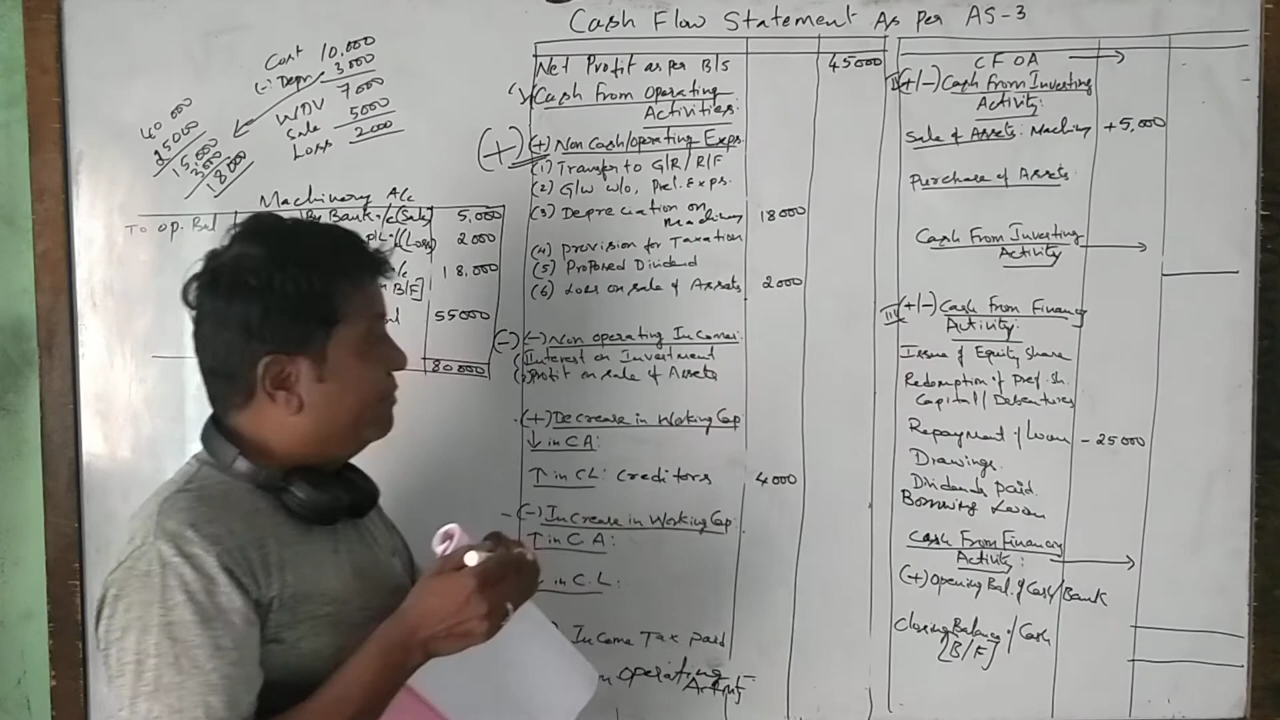 Cash Flow Statement As per AS-3
Cost 10,000
(-) Depr. 3000
WDV 7000
Sale 5000
Loss 2000
40 000
25000
15,000
3000
18000
Machinery A/c
To op. Bal By Bank A/c (Sale) 5,000
P/L (Loss) 2000
18,000
B/F]
55000
80000
Net Profit as per B/S 45000
Cash From Operating
Activities:
(+) (+) Non Cash/operating Exps.
(1) Transfer to G/R / R/F
(2) G/W w/o, Prel. Exps.
(3) Depreciation on
Machinery 18000
(4) Provision for Taxation
(5) Proposed Dividend
(6) Loss on sale of Assets 2000
(-) (-) Non operating Incomes:
Interest on Investment
Profit on sale of Assets
(+) Decrease in Working Cap
↓ in CA:
↑ in CL: Creditors 4000
- (-) Increase in Working Cap
↑ in C A:
in C.L:
Income Tax paid
operating
CFOA →
II (+/-) Cash From Investing
Activity:
Sale of Assets: Machinery +5,000
Purchase of Assets
Cash From Investing
Activity →
III (+/-) Cash From Financy
Activity:
Issue of Equity Share
Redemption of Pref. Sh.
Capital / Debentures
Repayment of Loan - 25000
Drawings
Dividends paid.
Borrowing Loan
Cash From Financing
Activity: →
(+) Opening Bal. of Cash / Bank
Closing Balance of Cash
[B/F]